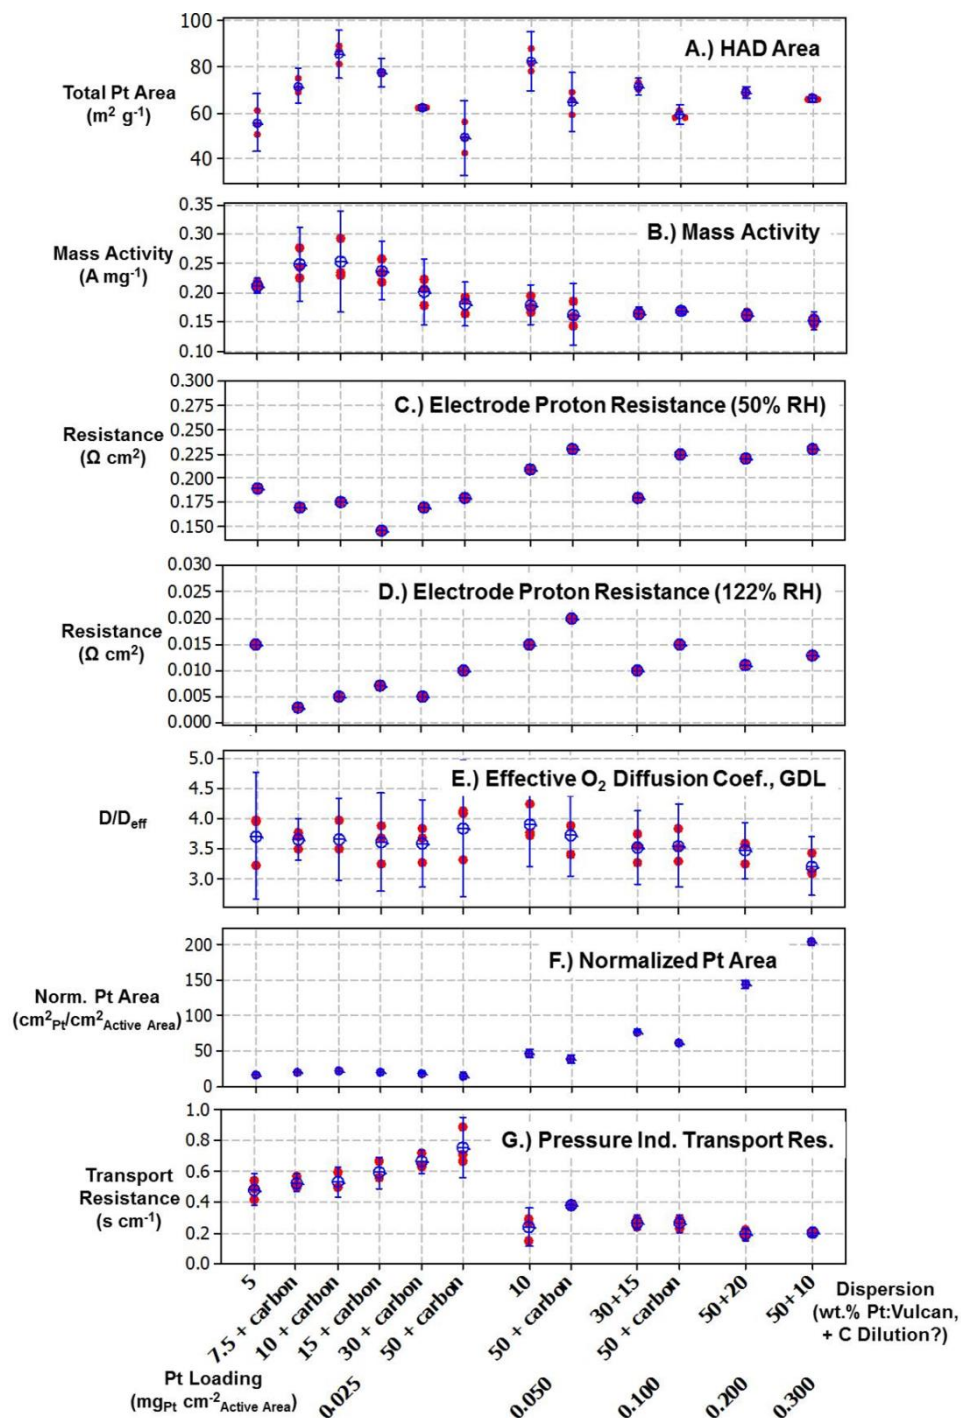 A.) HAD Area
Total Pt Area
(m² g⁻¹)
100
80
60
40
B.) Mass Activity
Mass Activity
(A mg⁻¹)
0.35
0.30
0.25
0.20
0.15
0.10
C.) Electrode Proton Resistance (50% RH)
Resistance
(Ω cm²)
0.300
0.275
0.250
0.225
0.200
0.175
0.150
D.) Electrode Proton Resistance (122% RH)
Resistance
(Ω cm²)
0.030
0.025
0.020
0.015
0.010
0.005
0.000
E.) Effective O₂ Diffusion Coef., GDL
D/Dₑff
5.0
4.5
4.0
3.5
3.0
F.) Normalized Pt Area
Norm. Pt Area
(cm²Pt/cm²Active Area)
200
150
100
50
0
G.) Pressure Ind. Transport Res.
Transport
Resistance
(s cm⁻¹)
1.0
0.8
0.6
0.4
0.2
0.0
5
7.5 + carbon
10 + carbon
15 + carbon
30 + carbon
50 + carbon
10
50 + carbon
30+15
50 + carbon
50+20
50+10
Dispersion
(wt.% Pt:Vulcan,
+ C Dilution?)
Pt Loading
(mgPt cm⁻²Active Area)
0.025
0.050
0.100
0.200
0.300